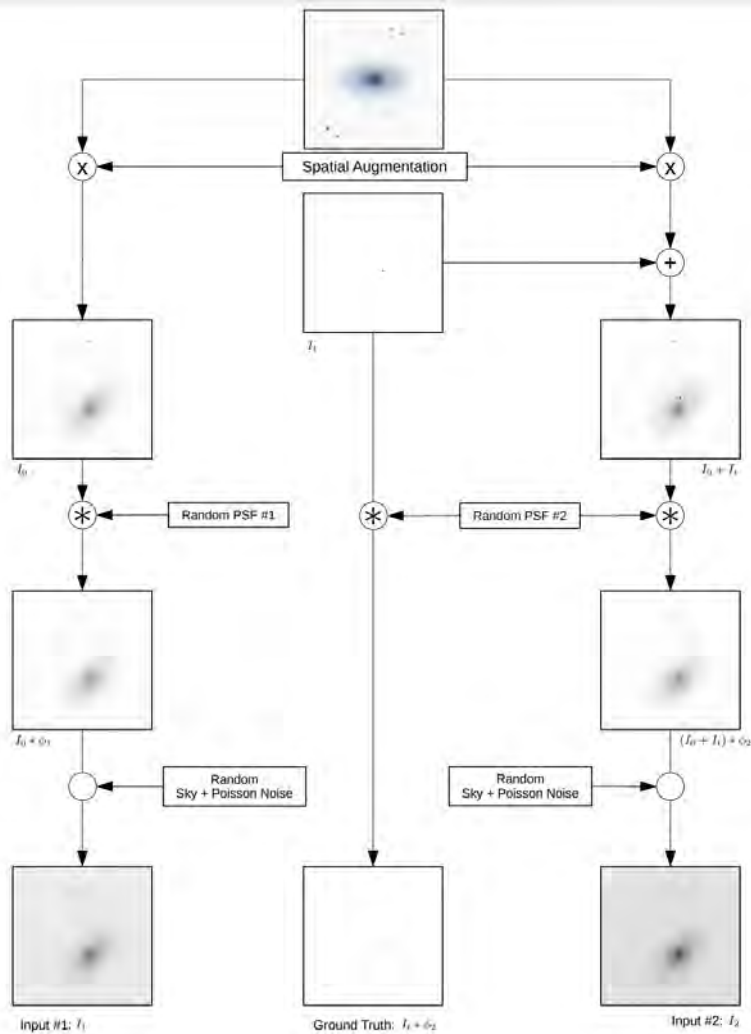 X
Spatial Augmentation
X
+
I_t
I_0
I_0 + I_t
*
Random PSF #1
*
Random PSF #2
*
I_0 * ϕ_1
(I_0 + I_t) * ϕ_2
Random
Sky + Poisson Noise
Random
Sky + Poisson Noise
Input #1: I_1
Ground Truth: I_t * ϕ_2
Input #2: I_2